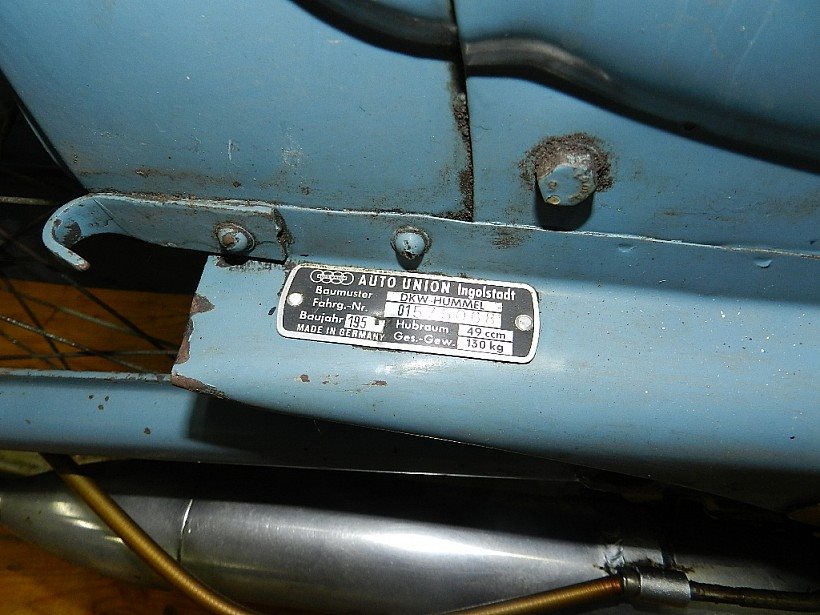 AUTO UNION Ingolstadt
Baumuster DKW-HUMMEL
Fahrg.-Nr.
Baujahr 195 Hubraum 49 ccm
MADE IN GERMANY Ges.-Gew. 130 kg